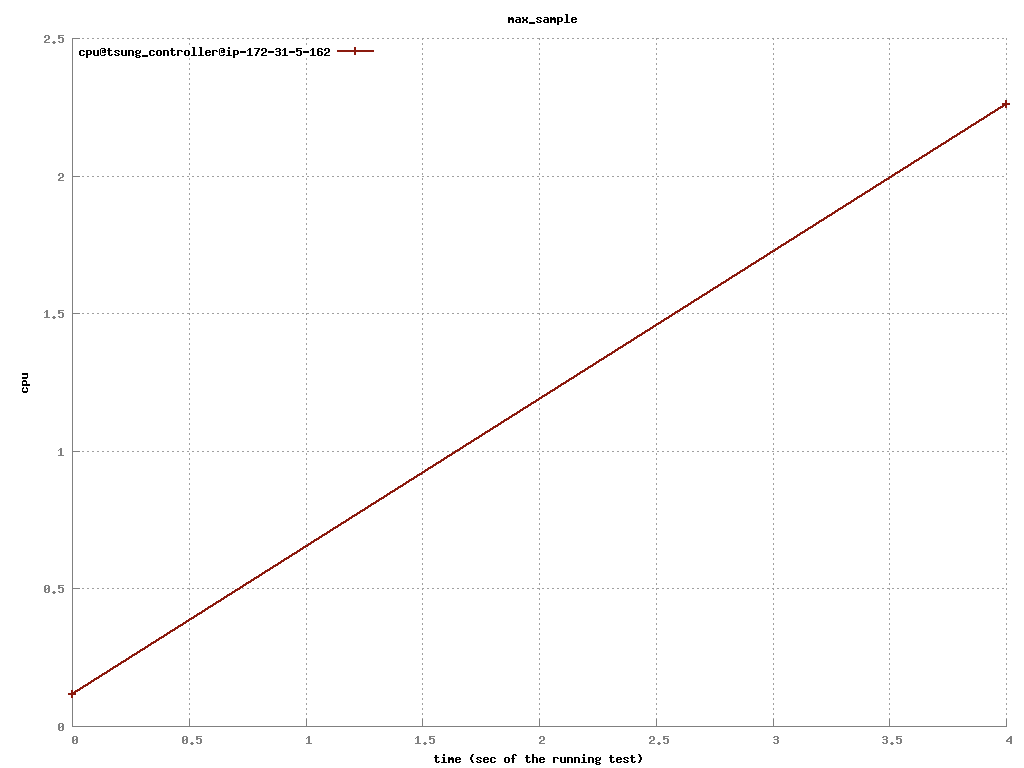 max_sample
cpu@tsung_controller@ip-172-31-5-162
2.5
2
1.5
1
0.5
0
cpu
0 0.5 1 1.5 2 2.5 3 3.5 4
time (sec of the running test)